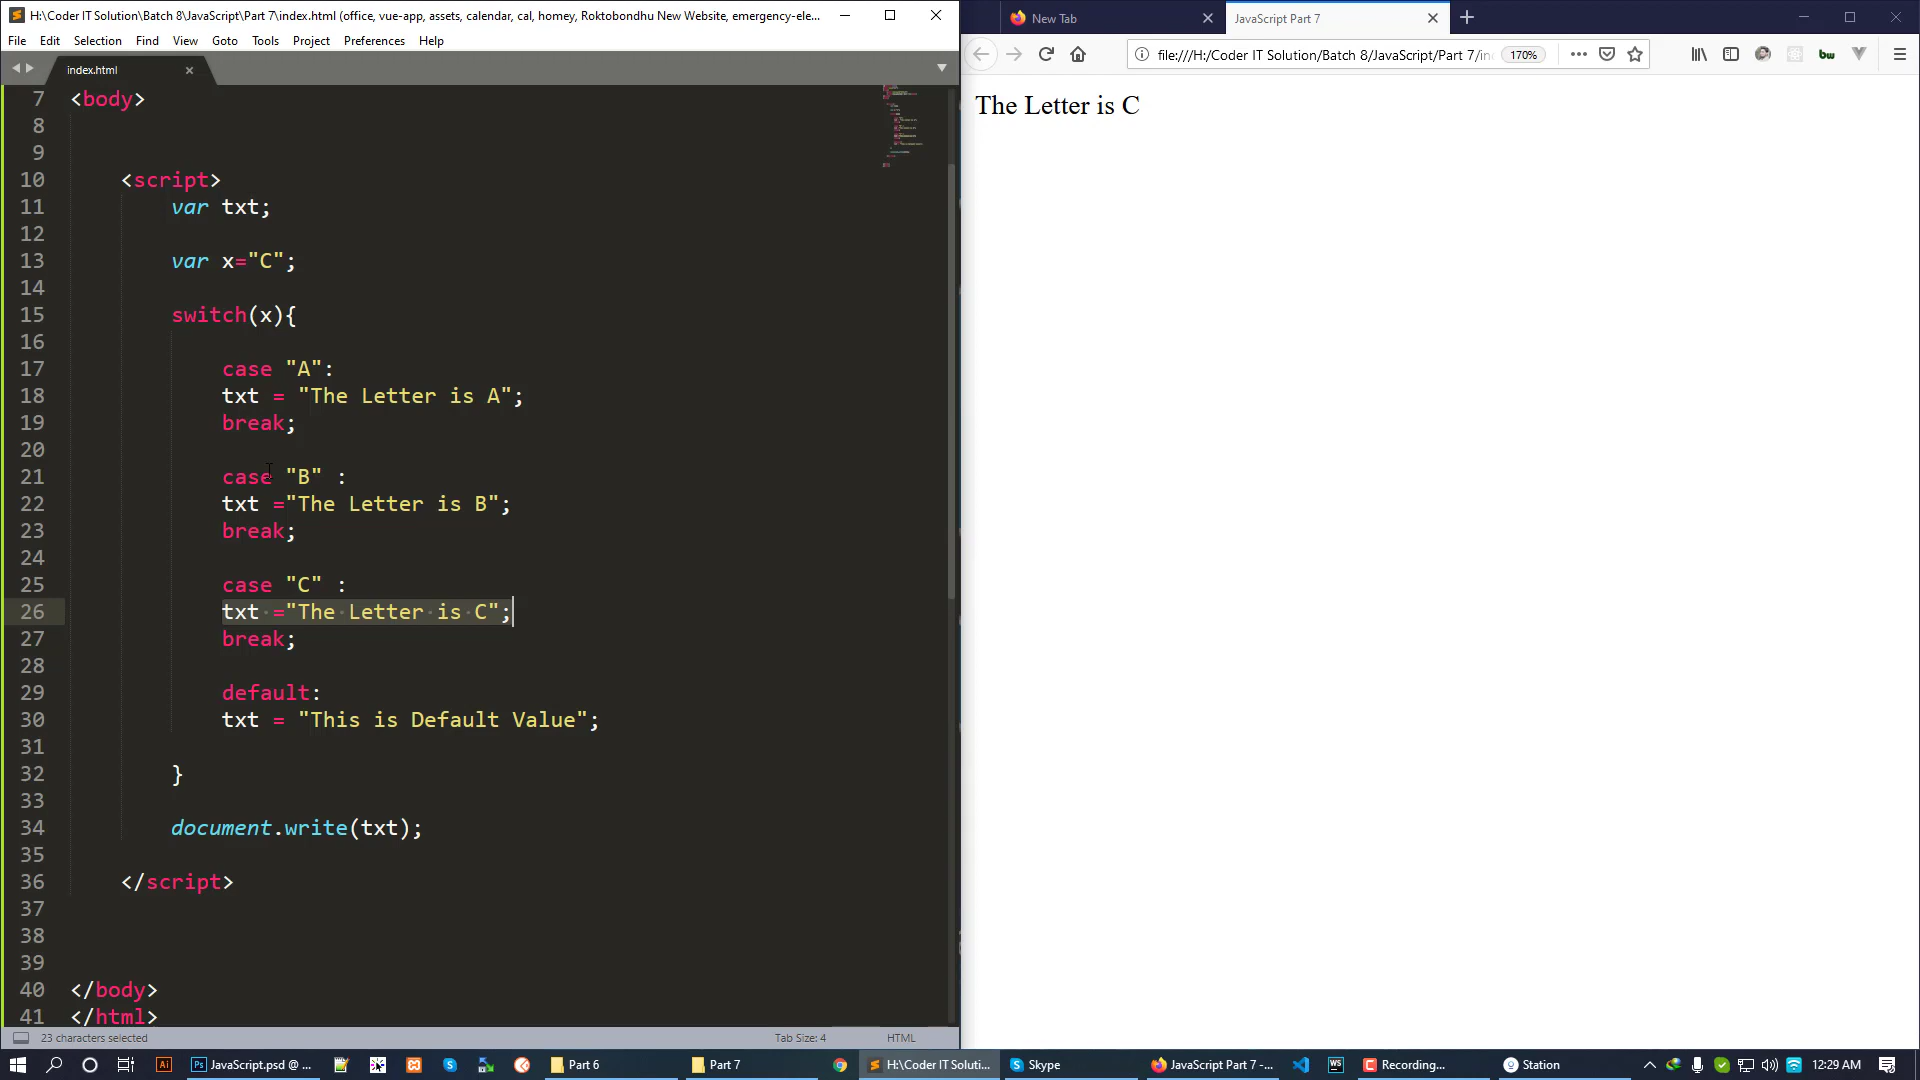 H:\Coder IT Solution\Batch 8\JavaScript\Part 7\index.html (office, vue-app, assets, calendar, cal, homey, Roktobondhu New Website, emergency-ele...
File Edit Selection Find View Goto Tools Project Preferences Help
index.html
7 <body>
8
9
10 <script>
11 var txt;
12
13 var x="C";
14
15 switch(x){
16
17 case "A":
18 txt = "The Letter is A";
19 break;
20
21 case "B" :
22 txt ="The Letter is B";
23 break;
24
25 case "C" :
26 txt ="The Letter is C";
27 break;
28
29 default:
30 txt = "This is Default Value";
31
32 }
33
34 document.write(txt);
35
36 </script>
37
38
39
40 </body>
41 </html>
23 characters selected
Tab Size: 4
HTML
New Tab
JavaScript Part 7
file:///H:/Coder IT Solution/Batch 8/JavaScript/Part 7/in
170%
bw
The Letter is C
Ai
Ps
JavaScript.psd @ ...
Part 6
Part 7
H:\Coder IT Soluti...
Skype
JavaScript Part 7 -...
WS
Recording...
Station
12:29 AM